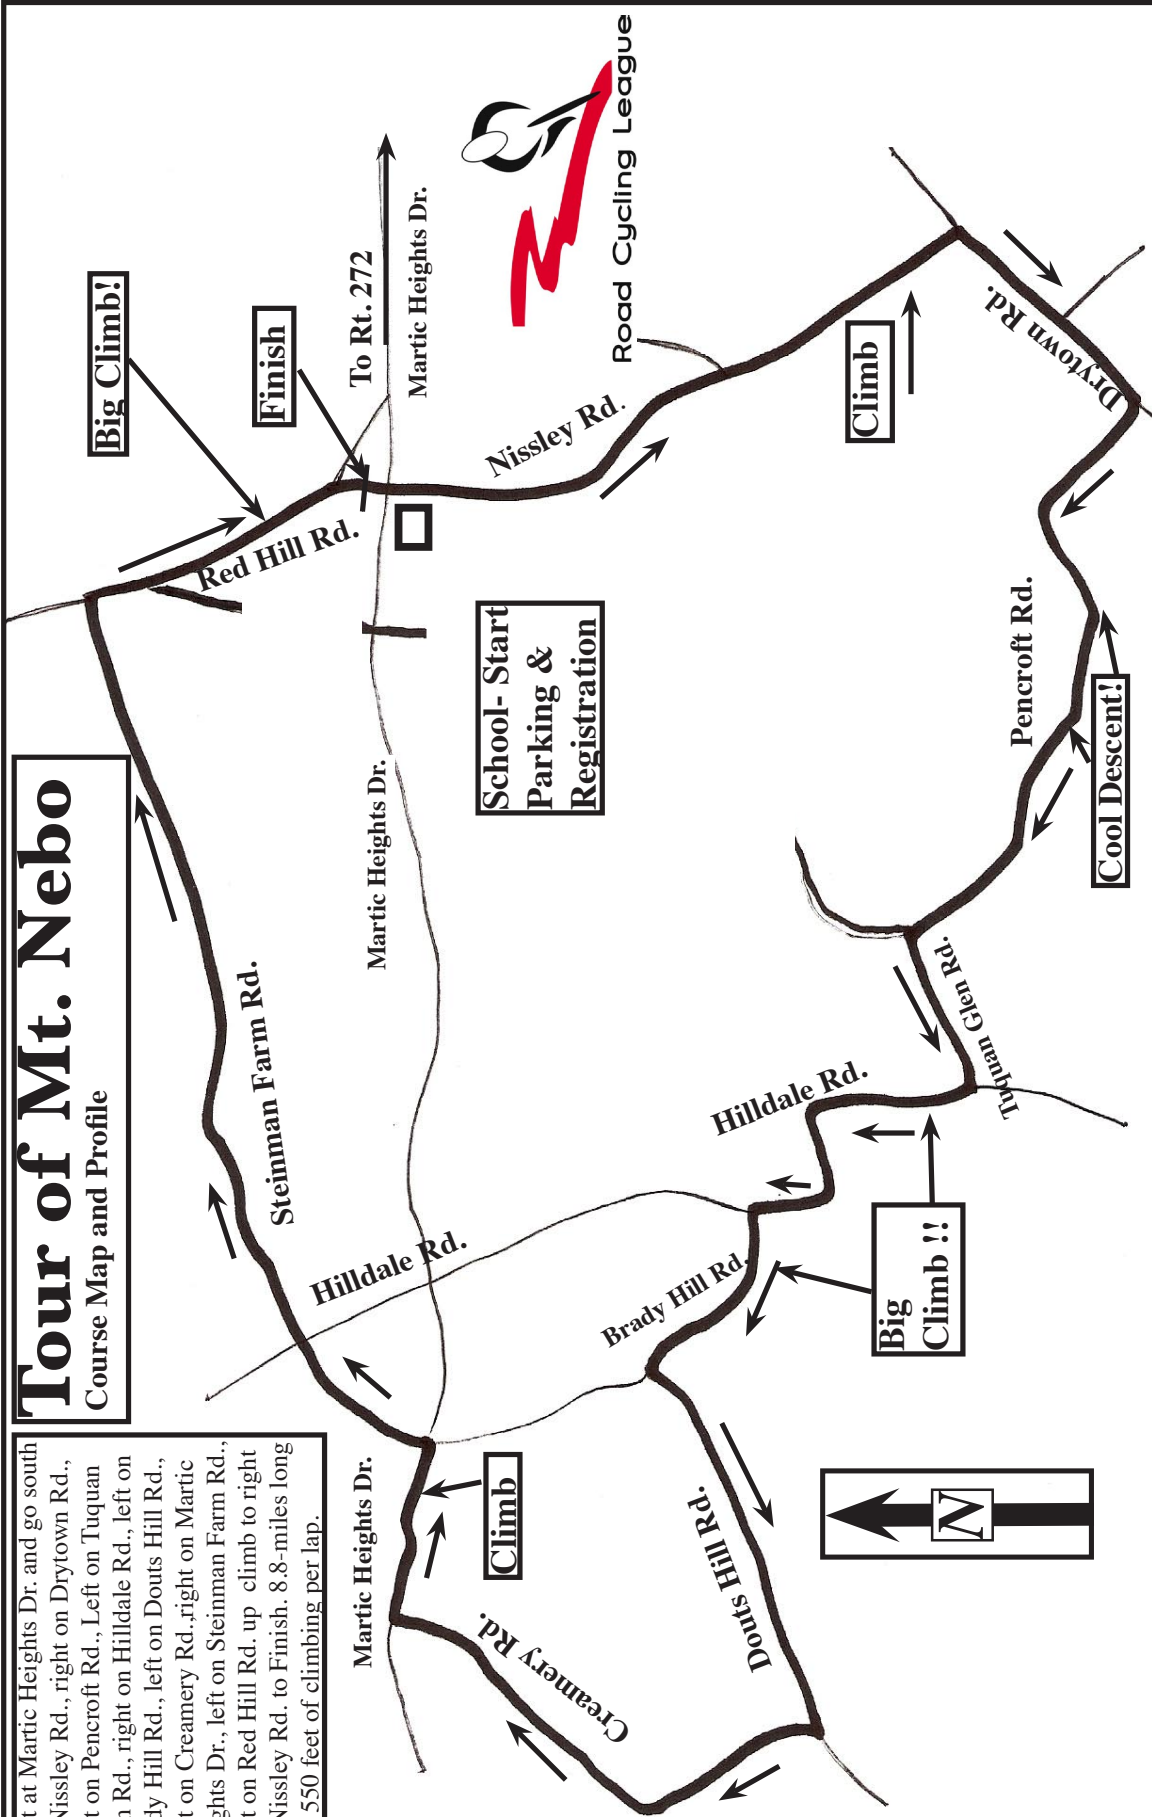 Tour of Mt. Nebo
Course Map and Profile
t at Martic Heights Dr. and go south
Nissley Rd., right on Drytown Rd.,
t on Pencroft Rd., Left on Tuquan
n Rd., right on Hilldale Rd., left on
dy Hill Rd., left on Douts Hill Rd.,
t on Creamery Rd.,right on Martic
ghts Dr., left on Steinman Farm Rd.,
t on Red Hill Rd. up climb to right
Nissley Rd. to Finish. 8.8-miles long
550 feet of climbing per lap.
Big Climb!
Finish
To Rt. 272
Martic Heights Dr.
Road Cycling League
Red Hill Rd.
Nissley Rd.
Climb
Drytown Rd.
School- Start
Parking &
Registration
Pencroft Rd.
Cool Descent!
Martic Heights Dr.
Steinman Farm Rd.
Tuquan Glen Rd.
Hilldale Rd.
Hilldale Rd.
Brady Hill Rd.
Big
Climb !!
Martic Heights Dr.
Climb
Douts Hill Rd.
Creamery Rd.
N